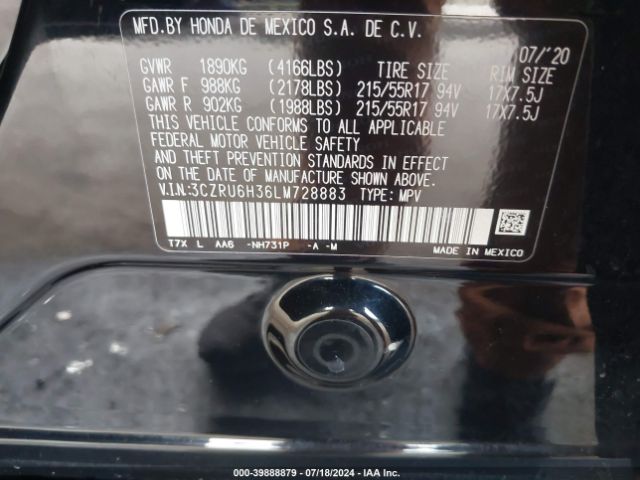 MFD.BY HONDA DE MEXICO S.A. DE C.V.
07/'20
GVWR 1890KG (4166LBS) TIRE SIZE RIM SIZE
GAWR F 988KG (2178LBS) 215/55R17 94V 17X7.5J
GAWR R 902KG (1988LBS) 215/55R17 94V 17X7.5J
THIS VEHICLE CONFORMS TO ALL APPLICABLE
FEDERAL MOTOR VEHICLE SAFETY
AND THEFT PREVENTION STANDARDS IN EFFECT
ON THE DATE OF MANUFACTURE SHOWN ABOVE.
V.I.N:3CZRU6H36LM728883 TYPE: MPV
T7X L AA6 -NH731P -A -M MADE IN MEXICO
000-39888879 / 07/18/2024 - IAA Inc.